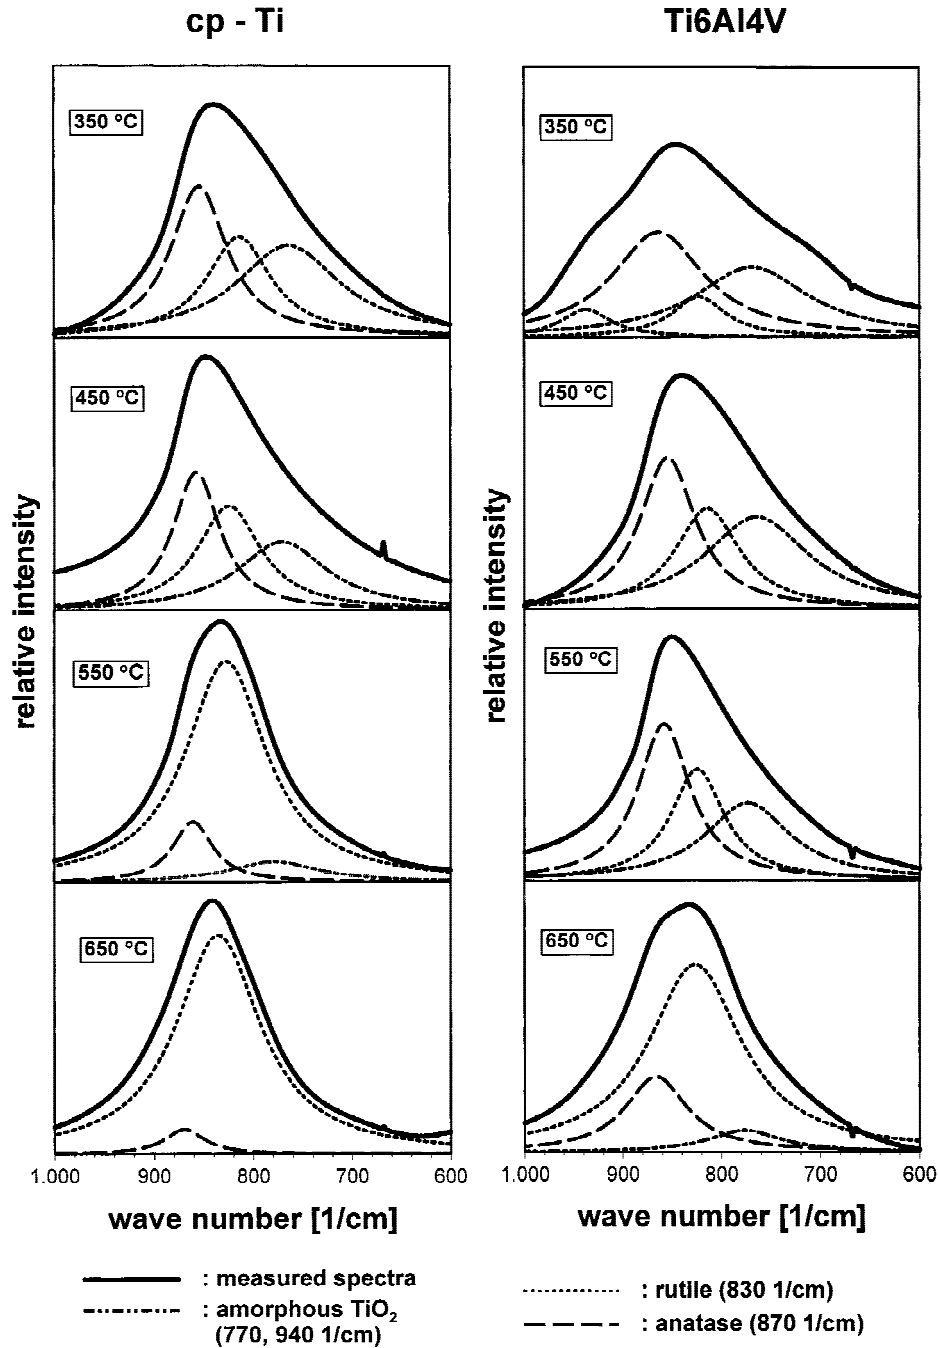 cp - Ti
Ti6Al4V
350 °C
350 °C
450 °C
450 °C
550 °C
550 °C
650 °C
650 °C
relative intensity
relative intensity
1.000 900 800 700 600
1.000 900 800 700 600
wave number [1/cm]
wave number [1/cm]
: measured spectra
: amorphous TiO₂
(770, 940 1/cm)
: rutile (830 1/cm)
: anatase (870 1/cm)